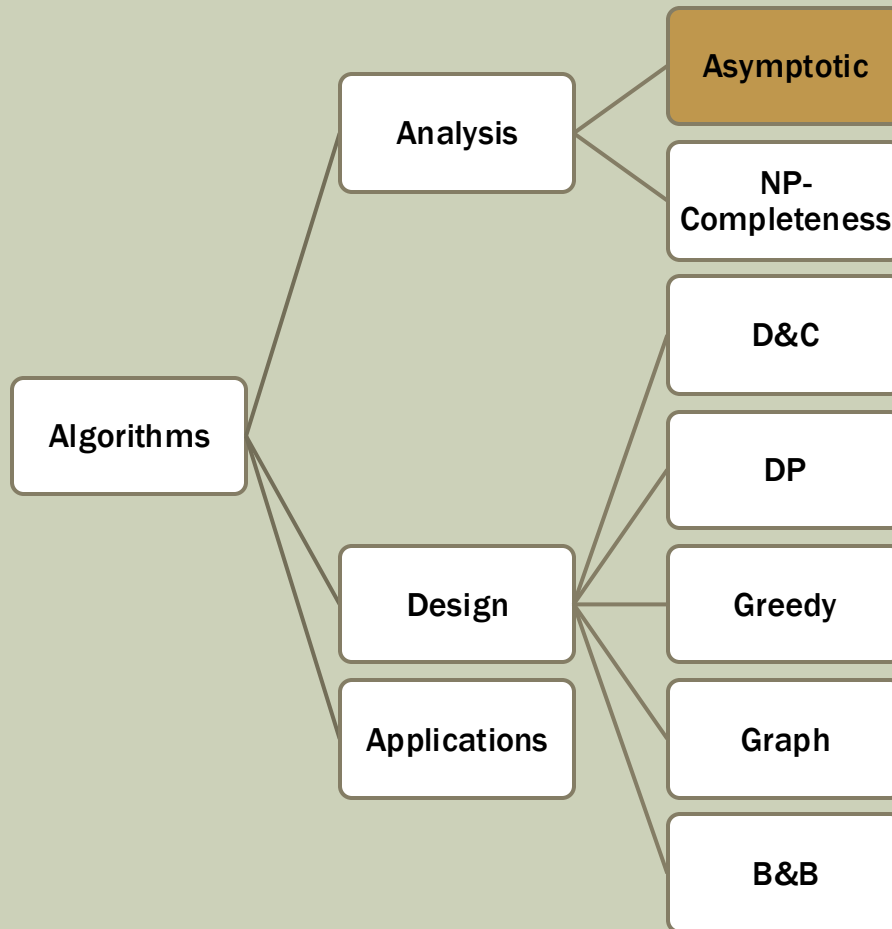 Asymptotic
Analysis
NP-
Completeness
D&C
Algorithms
DP
Design
Greedy
Applications
Graph
B&B